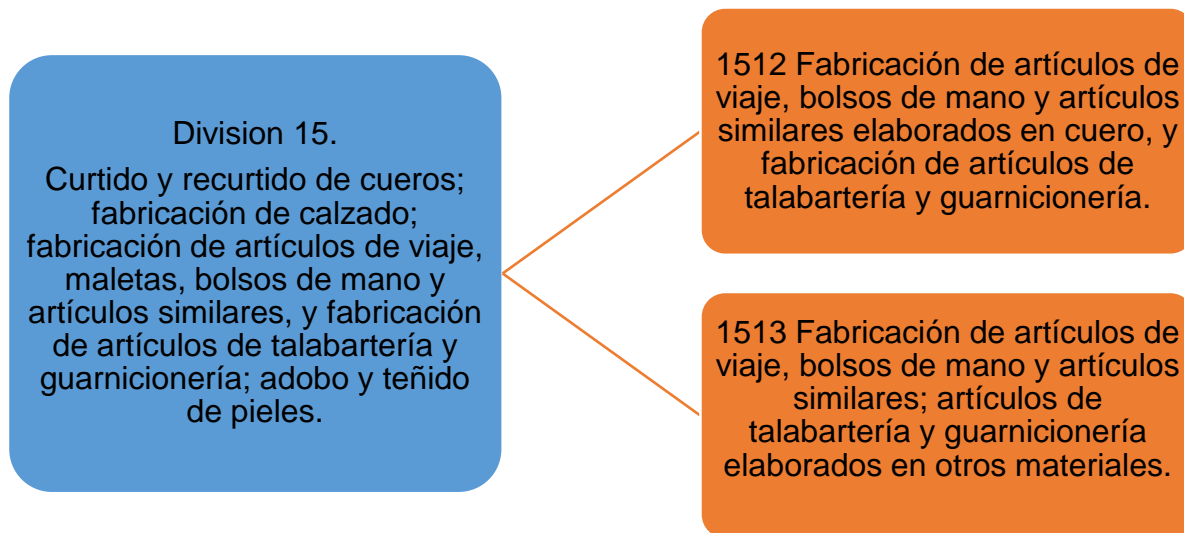 Division 15.
Curtido y recurtido de cueros;
fabricación de calzado;
fabricación de artículos de viaje,
maletas, bolsos de mano y
artículos similares, y fabricación
de artículos de talabartería y
guarnicionería; adobo y teñido
de pieles.
1512 Fabricación de artículos de
viaje, bolsos de mano y artículos
similares elaborados en cuero, y
fabricación de artículos de
talabartería y guarnicionería.
1513 Fabricación de artículos de
viaje, bolsos de mano y artículos
similares; artículos de
talabartería y guarnicionería
elaborados en otros materiales.